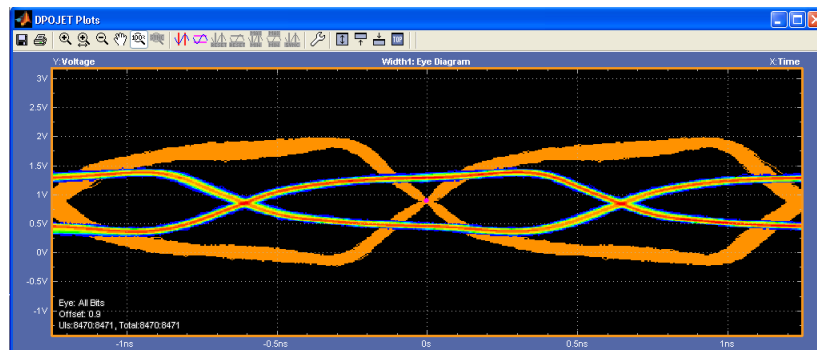 DPOJET Plots
100%
TOP
Y:Voltage Width1: Eye Diagram X:Time
3V
2.5V
2V
1.5V
1V
0.5V
0V
-0.5V
-1V
Eye: All Bits
Offset: 0.9
UIs:8470:8471, Total:8470:8471
-1ns -0.5ns 0s 0.5ns 1ns